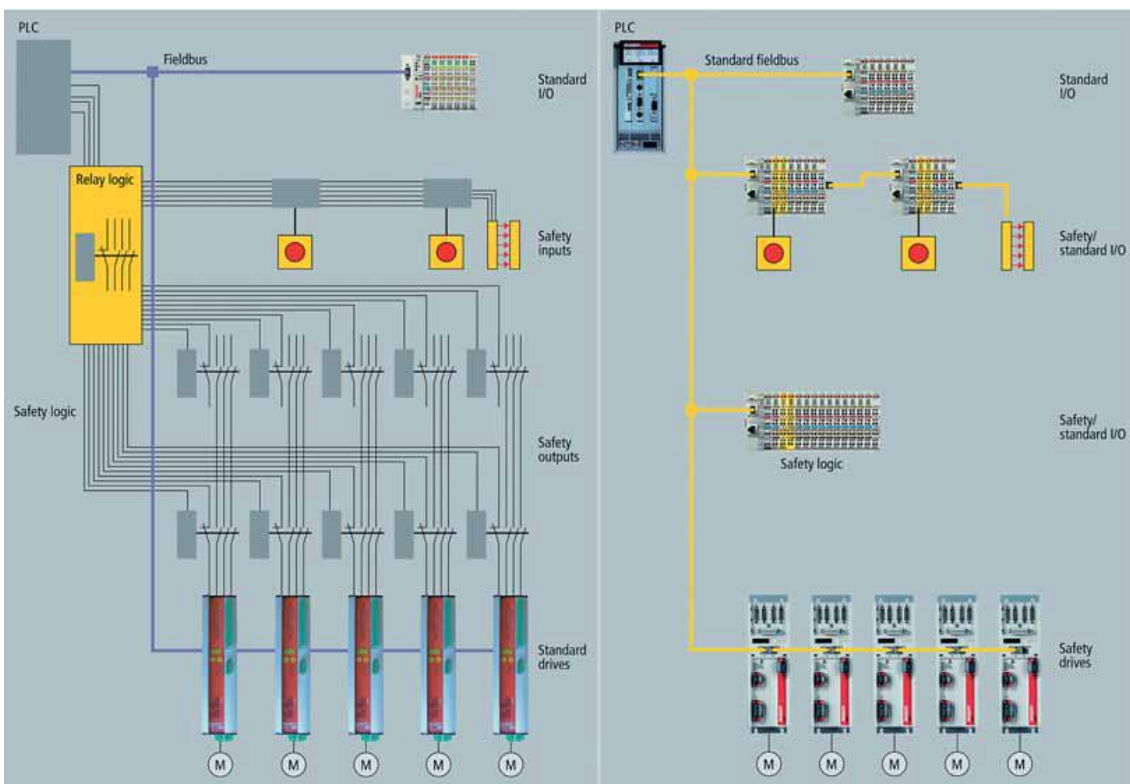 PLC
Fieldbus
Standard
I/O
Relay logic
Safety
inputs
Safety logic
Safety
outputs
Standard
drives
M
M
M
M
M
PLC
Standard fieldbus
Standard
I/O
Safety/
standard I/O
Safety/
standard I/O
Safety logic
Safety
drives
M
M
M
M
M